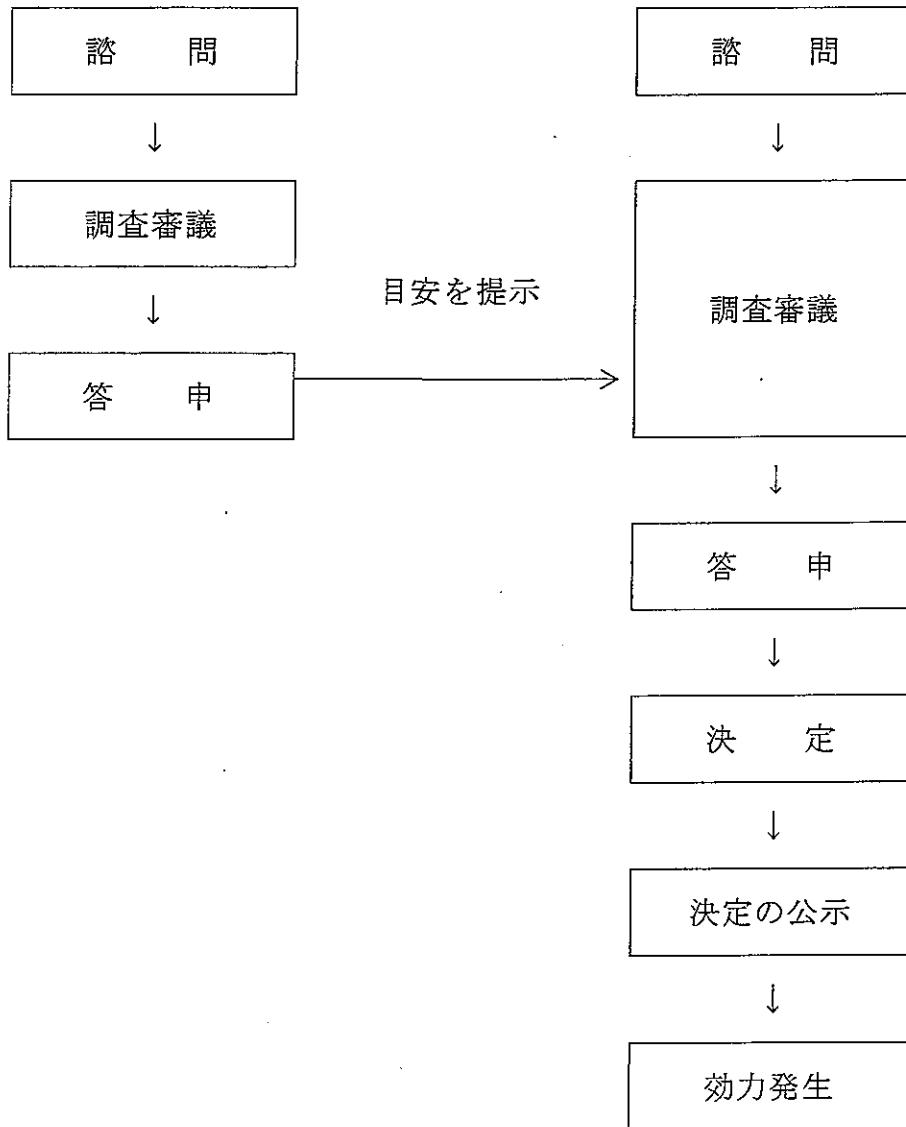 諮　問
↓
調査審議
↓
答　申
目安を提示
諮　問
↓
調査審議
↓
答　申
↓
決　定
↓
決定の公示
↓
効力発生